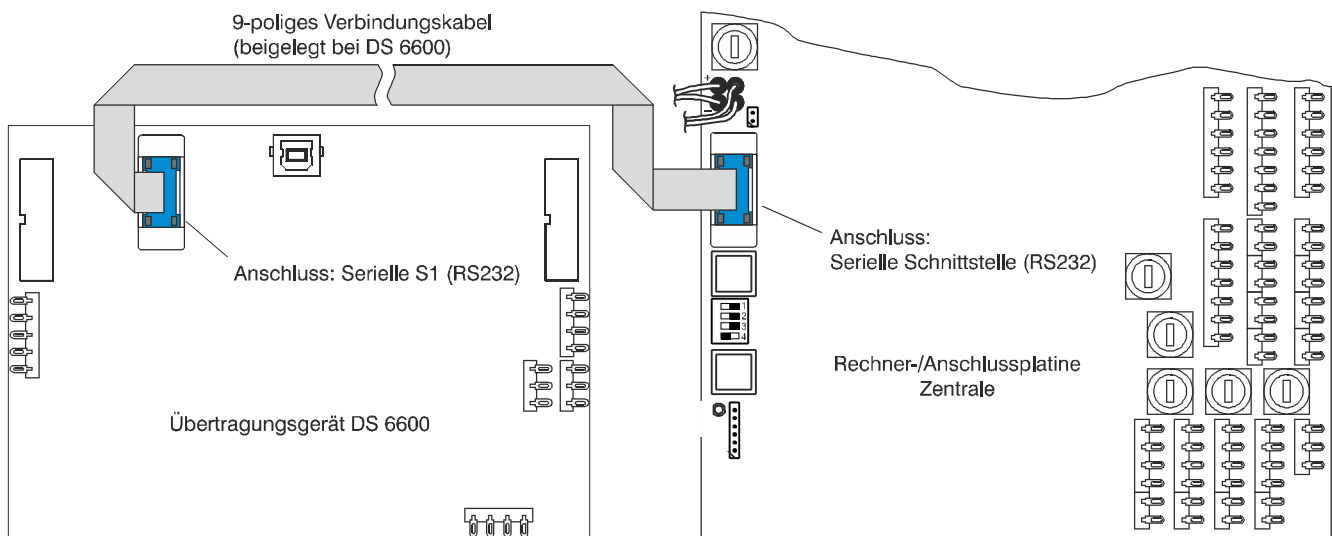 9-poliges Verbindungskabel
(beigelegt bei DS 6600)
+
–
Anschluss: Serielle S1 (RS232)
Anschluss:
Serielle Schnittstelle (RS232)
1
2
3
4
Rechner-/Anschlussplatine
Zentrale
Übertragungsgerät DS 6600